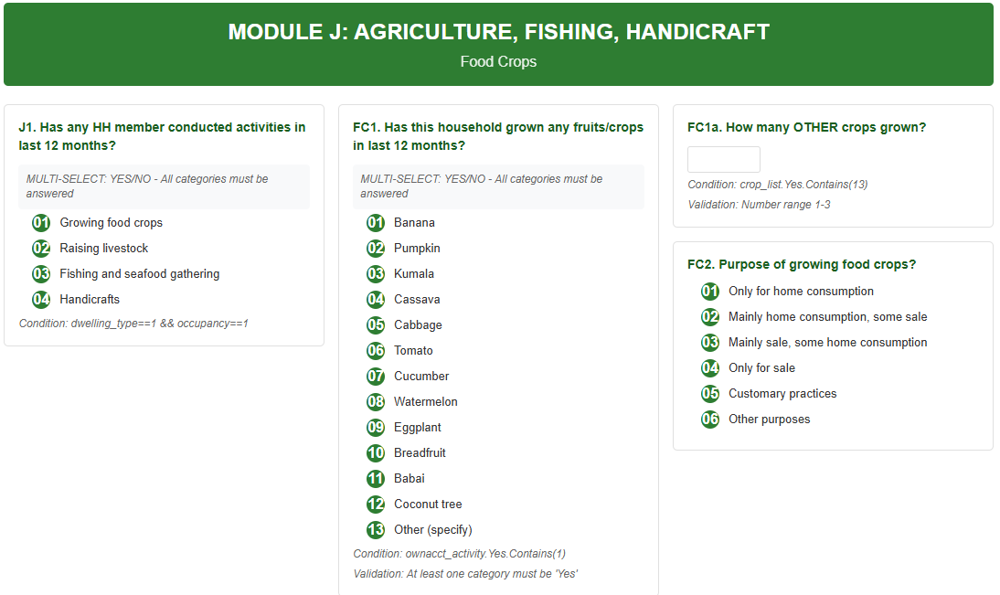 MODULE J: AGRICULTURE, FISHING, HANDICRAFT
Food Crops
J1. Has any HH member conducted activities in
last 12 months?
MULTI-SELECT: YES/NO - All categories must be
answered
01 Growing food crops
02 Raising livestock
03 Fishing and seafood gathering
04 Handicrafts
Condition: dwelling_type==1 && occupancy==1
FC1. Has this household grown any fruits/crops
in last 12 months?
MULTI-SELECT: YES/NO - All categories must be
answered
01 Banana
02 Pumpkin
03 Kumala
04 Cassava
05 Cabbage
06 Tomato
07 Cucumber
08 Watermelon
09 Eggplant
10 Breadfruit
11 Babai
12 Coconut tree
13 Other (specify)
Condition: ownacct_activity.Yes.Contains(1)
Validation: At least one category must be 'Yes'
FC1a. How many OTHER crops grown?
Condition: crop_list.Yes.Contains(13)
Validation: Number range 1-3
FC2. Purpose of growing food crops?
01 Only for home consumption
02 Mainly home consumption, some sale
03 Mainly sale, some home consumption
04 Only for sale
05 Customary practices
06 Other purposes